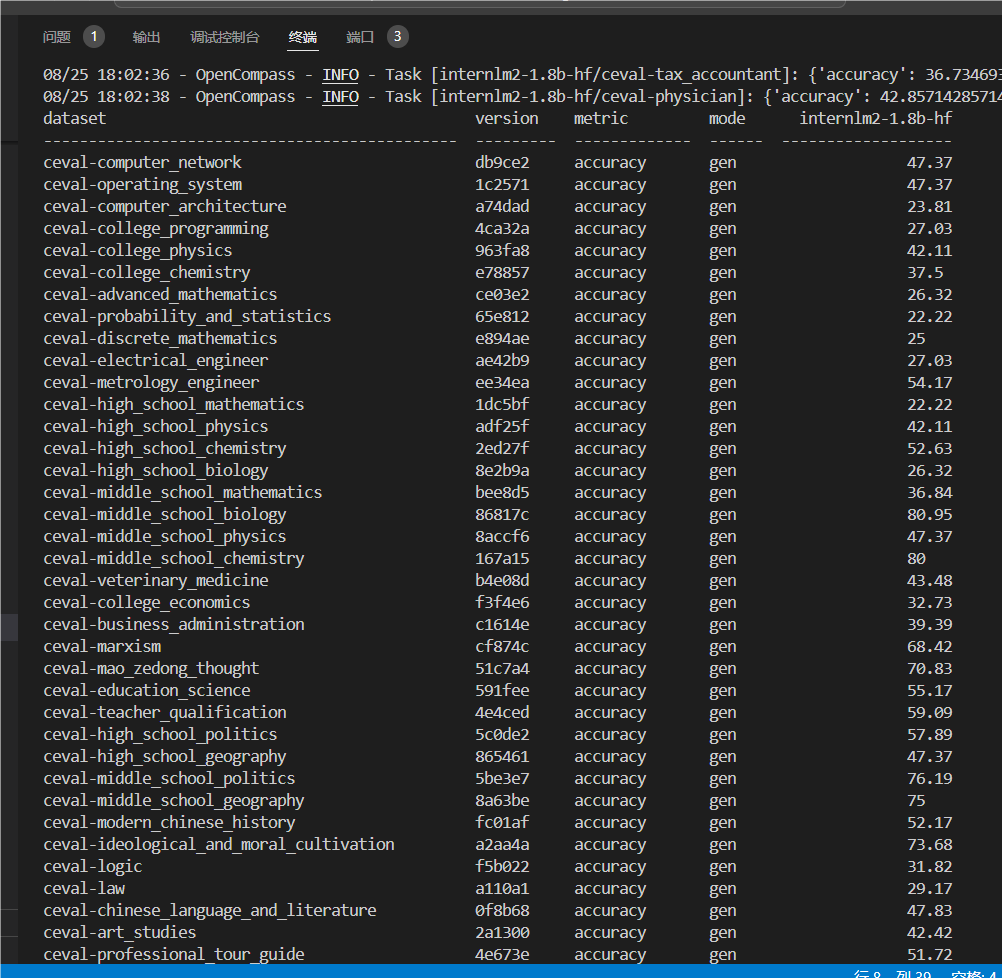 问题 1 输出 调试控制台 终端 端口 3
08/25 18:02:36 - OpenCompass - INFO - Task [internlm2-1.8b-hf/ceval-tax_accountant]: {'accuracy': 36.734693
08/25 18:02:38 - OpenCompass - INFO - Task [internlm2-1.8b-hf/ceval-physician]: {'accuracy': 42.8571428571
dataset version metric mode internlm2-1.8b-hf
---------------------------------------------- --------- ------------- ------ -------------------
ceval-computer_network db9ce2 accuracy gen 47.37
ceval-operating_system 1c2571 accuracy gen 47.37
ceval-computer_architecture a74dad accuracy gen 23.81
ceval-college_programming 4ca32a accuracy gen 27.03
ceval-college_physics 963fa8 accuracy gen 42.11
ceval-college_chemistry e78857 accuracy gen 37.5
ceval-advanced_mathematics ce03e2 accuracy gen 26.32
ceval-probability_and_statistics 65e812 accuracy gen 22.22
ceval-discrete_mathematics e894ae accuracy gen 25
ceval-electrical_engineer ae42b9 accuracy gen 27.03
ceval-metrology_engineer ee34ea accuracy gen 54.17
ceval-high_school_mathematics 1dc5bf accuracy gen 22.22
ceval-high_school_physics adf25f accuracy gen 42.11
ceval-high_school_chemistry 2ed27f accuracy gen 52.63
ceval-high_school_biology 8e2b9a accuracy gen 26.32
ceval-middle_school_mathematics bee8d5 accuracy gen 36.84
ceval-middle_school_biology 86817c accuracy gen 80.95
ceval-middle_school_physics 8accf6 accuracy gen 47.37
ceval-middle_school_chemistry 167a15 accuracy gen 80
ceval-veterinary_medicine b4e08d accuracy gen 43.48
ceval-college_economics f3f4e6 accuracy gen 32.73
ceval-business_administration c1614e accuracy gen 39.39
ceval-marxism cf874c accuracy gen 68.42
ceval-mao_zedong_thought 51c7a4 accuracy gen 70.83
ceval-education_science 591fee accuracy gen 55.17
ceval-teacher_qualification 4e4ced accuracy gen 59.09
ceval-high_school_politics 5c0de2 accuracy gen 57.89
ceval-high_school_geography 865461 accuracy gen 47.37
ceval-middle_school_politics 5be3e7 accuracy gen 76.19
ceval-middle_school_geography 8a63be accuracy gen 75
ceval-modern_chinese_history fc01af accuracy gen 52.17
ceval-ideological_and_moral_cultivation a2aa4a accuracy gen 73.68
ceval-logic f5b022 accuracy gen 31.82
ceval-law a110a1 accuracy gen 29.17
ceval-chinese_language_and_literature 0f8b68 accuracy gen 47.83
ceval-art_studies 2a1300 accuracy gen 42.42
ceval-professional_tour_guide 4e673e accuracy gen 51.72